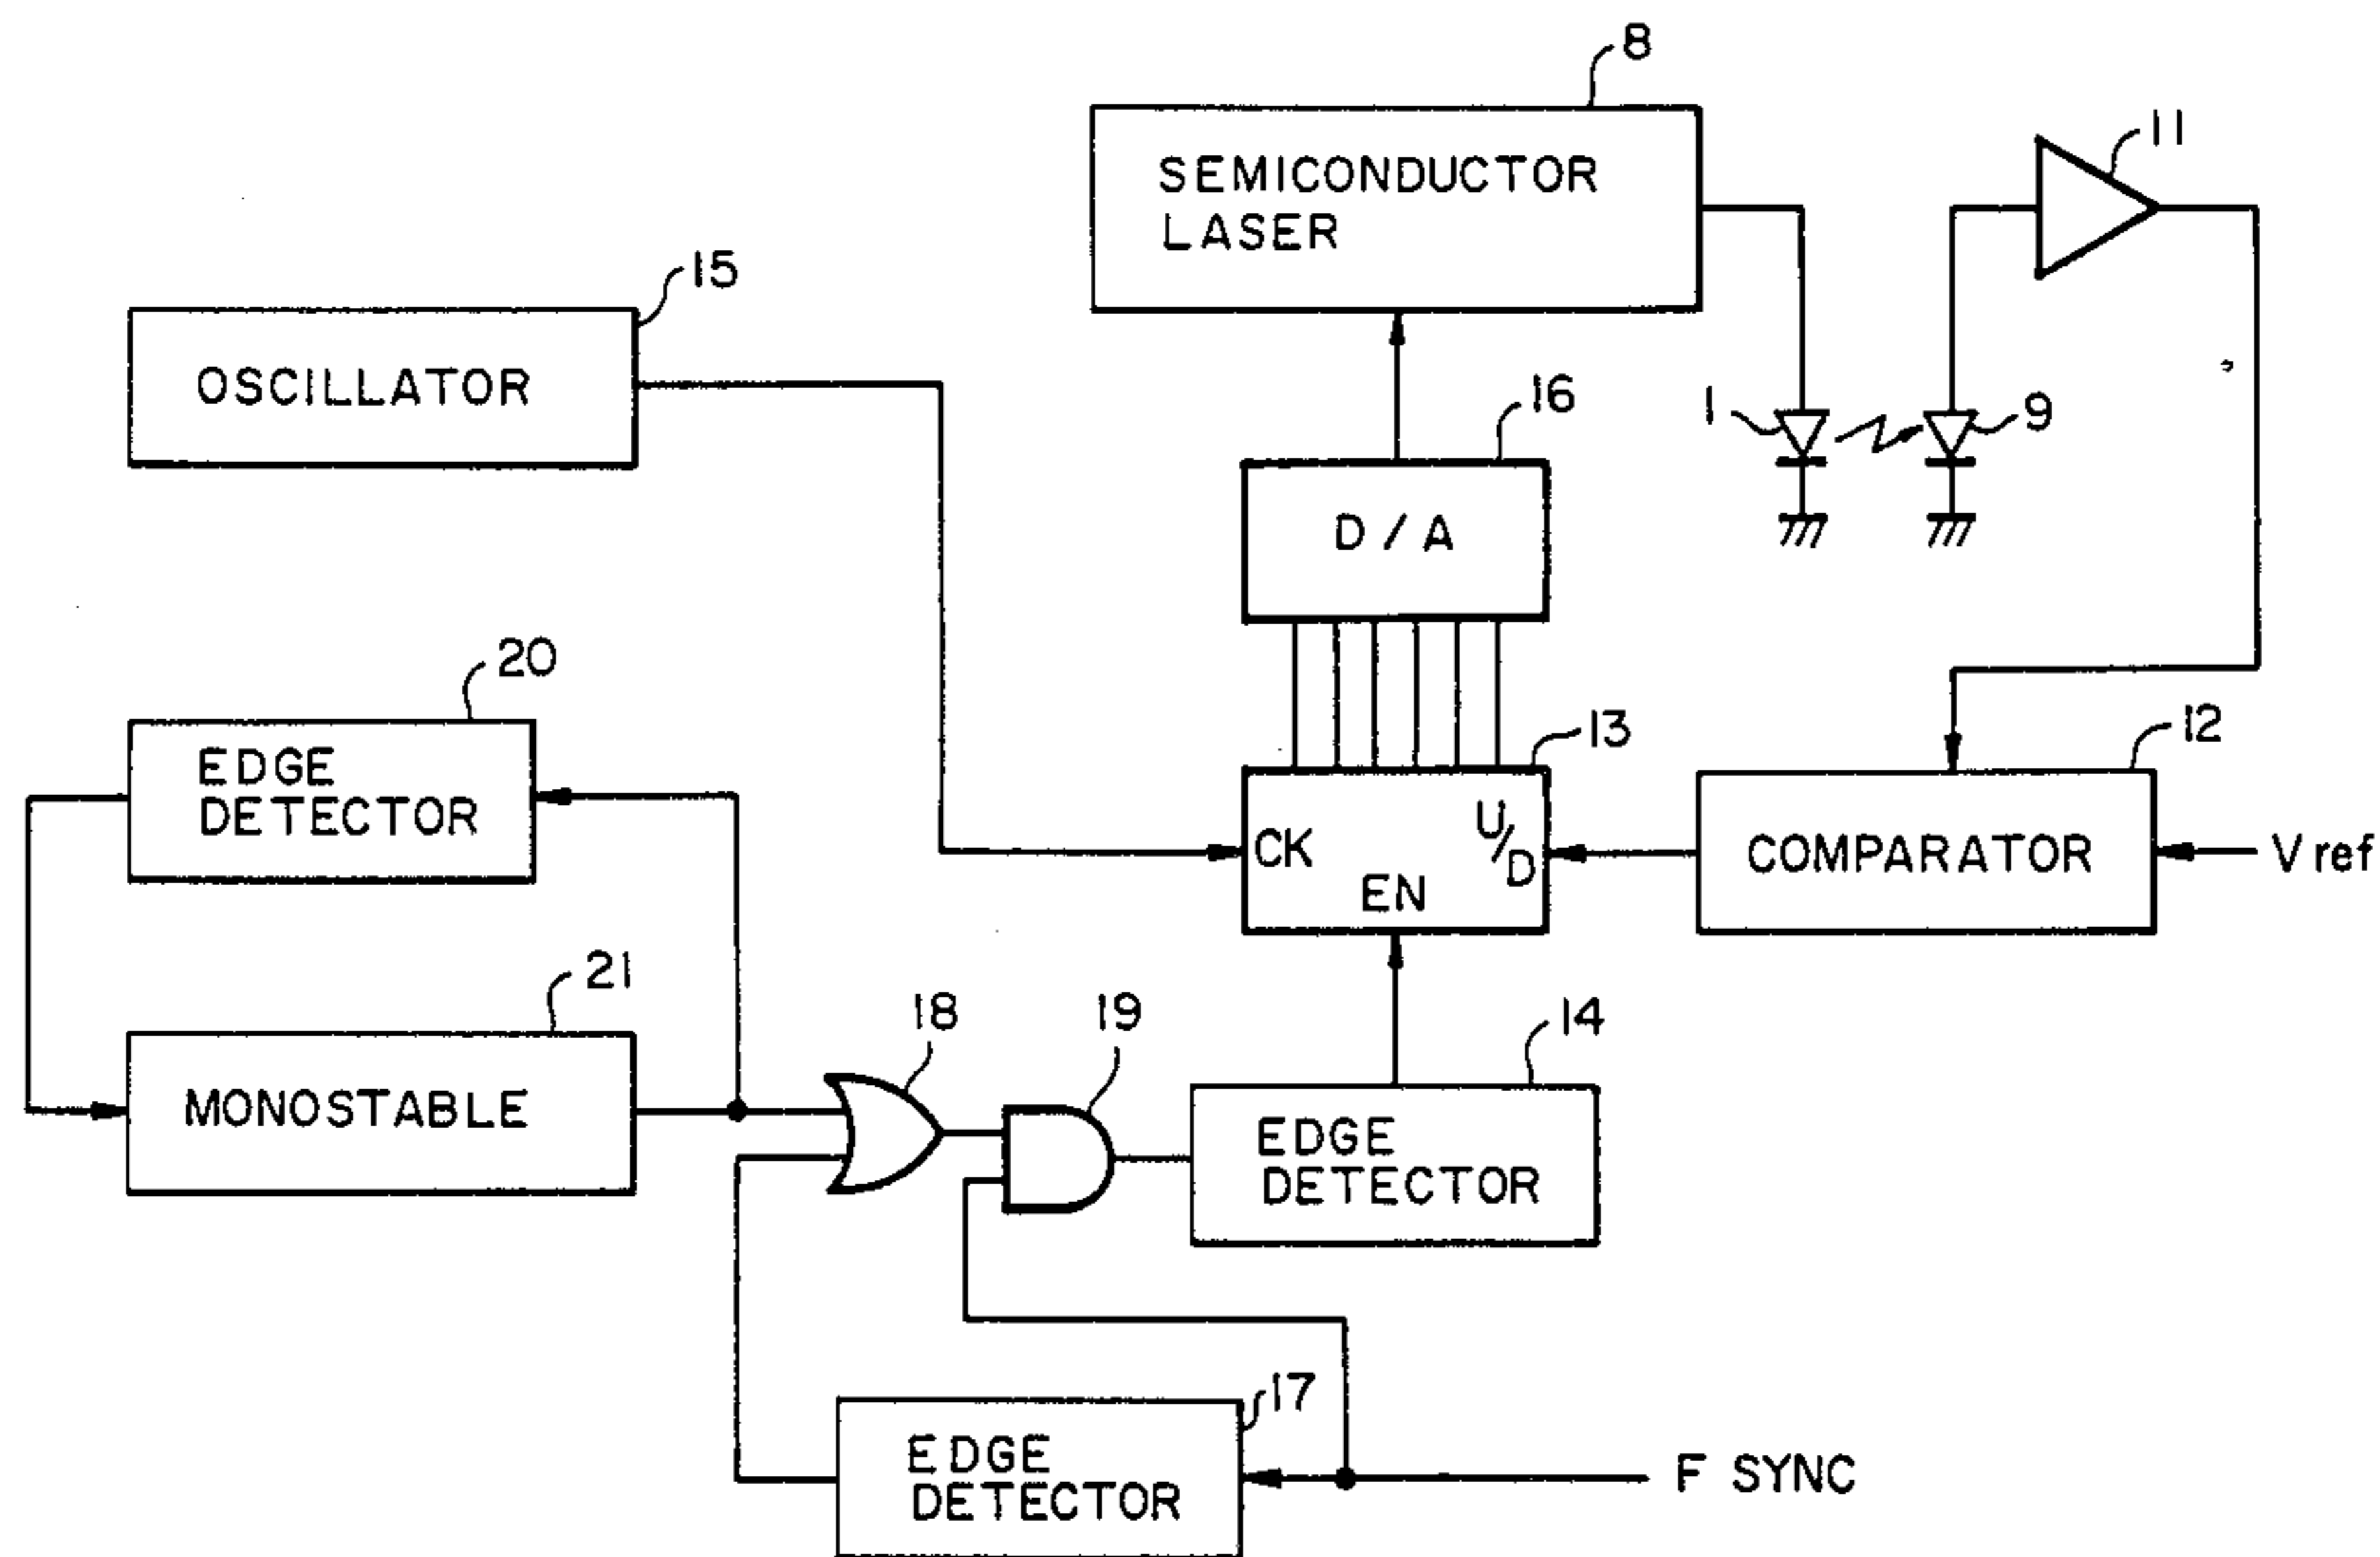 8
SEMICONDUCTOR
LASER
11
15
OSCILLATOR
16
D/A
1
9
20
EDGE
DETECTOR
13
CK
U/D
EN
12
COMPARATOR
Vref
21
MONOSTABLE
18
19
14
EDGE
DETECTOR
17
EDGE
DETECTOR
F SYNC